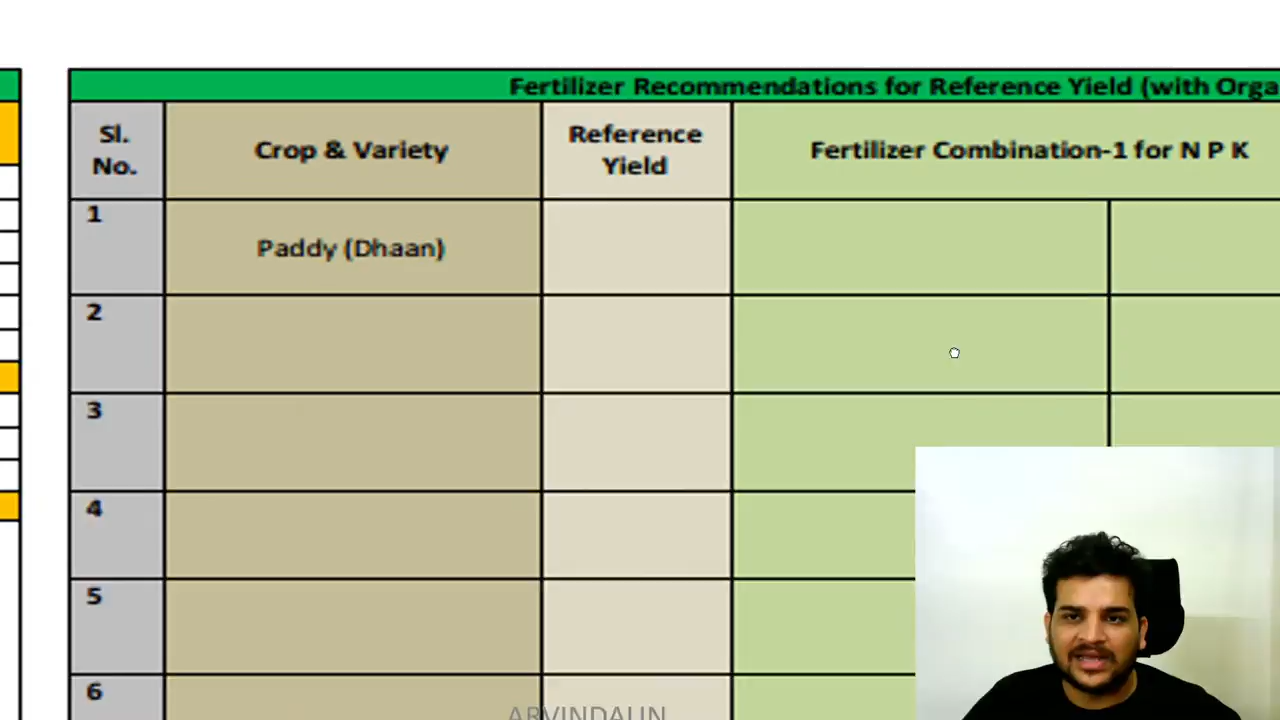 Fertilizer Recommendations for Reference Yield (with Orga
Sl. No.
Crop & Variety
Reference Yield
Fertilizer Combination-1 for N P K
1
Paddy (Dhaan)
2
3
4
5
6
ARVINDAUN